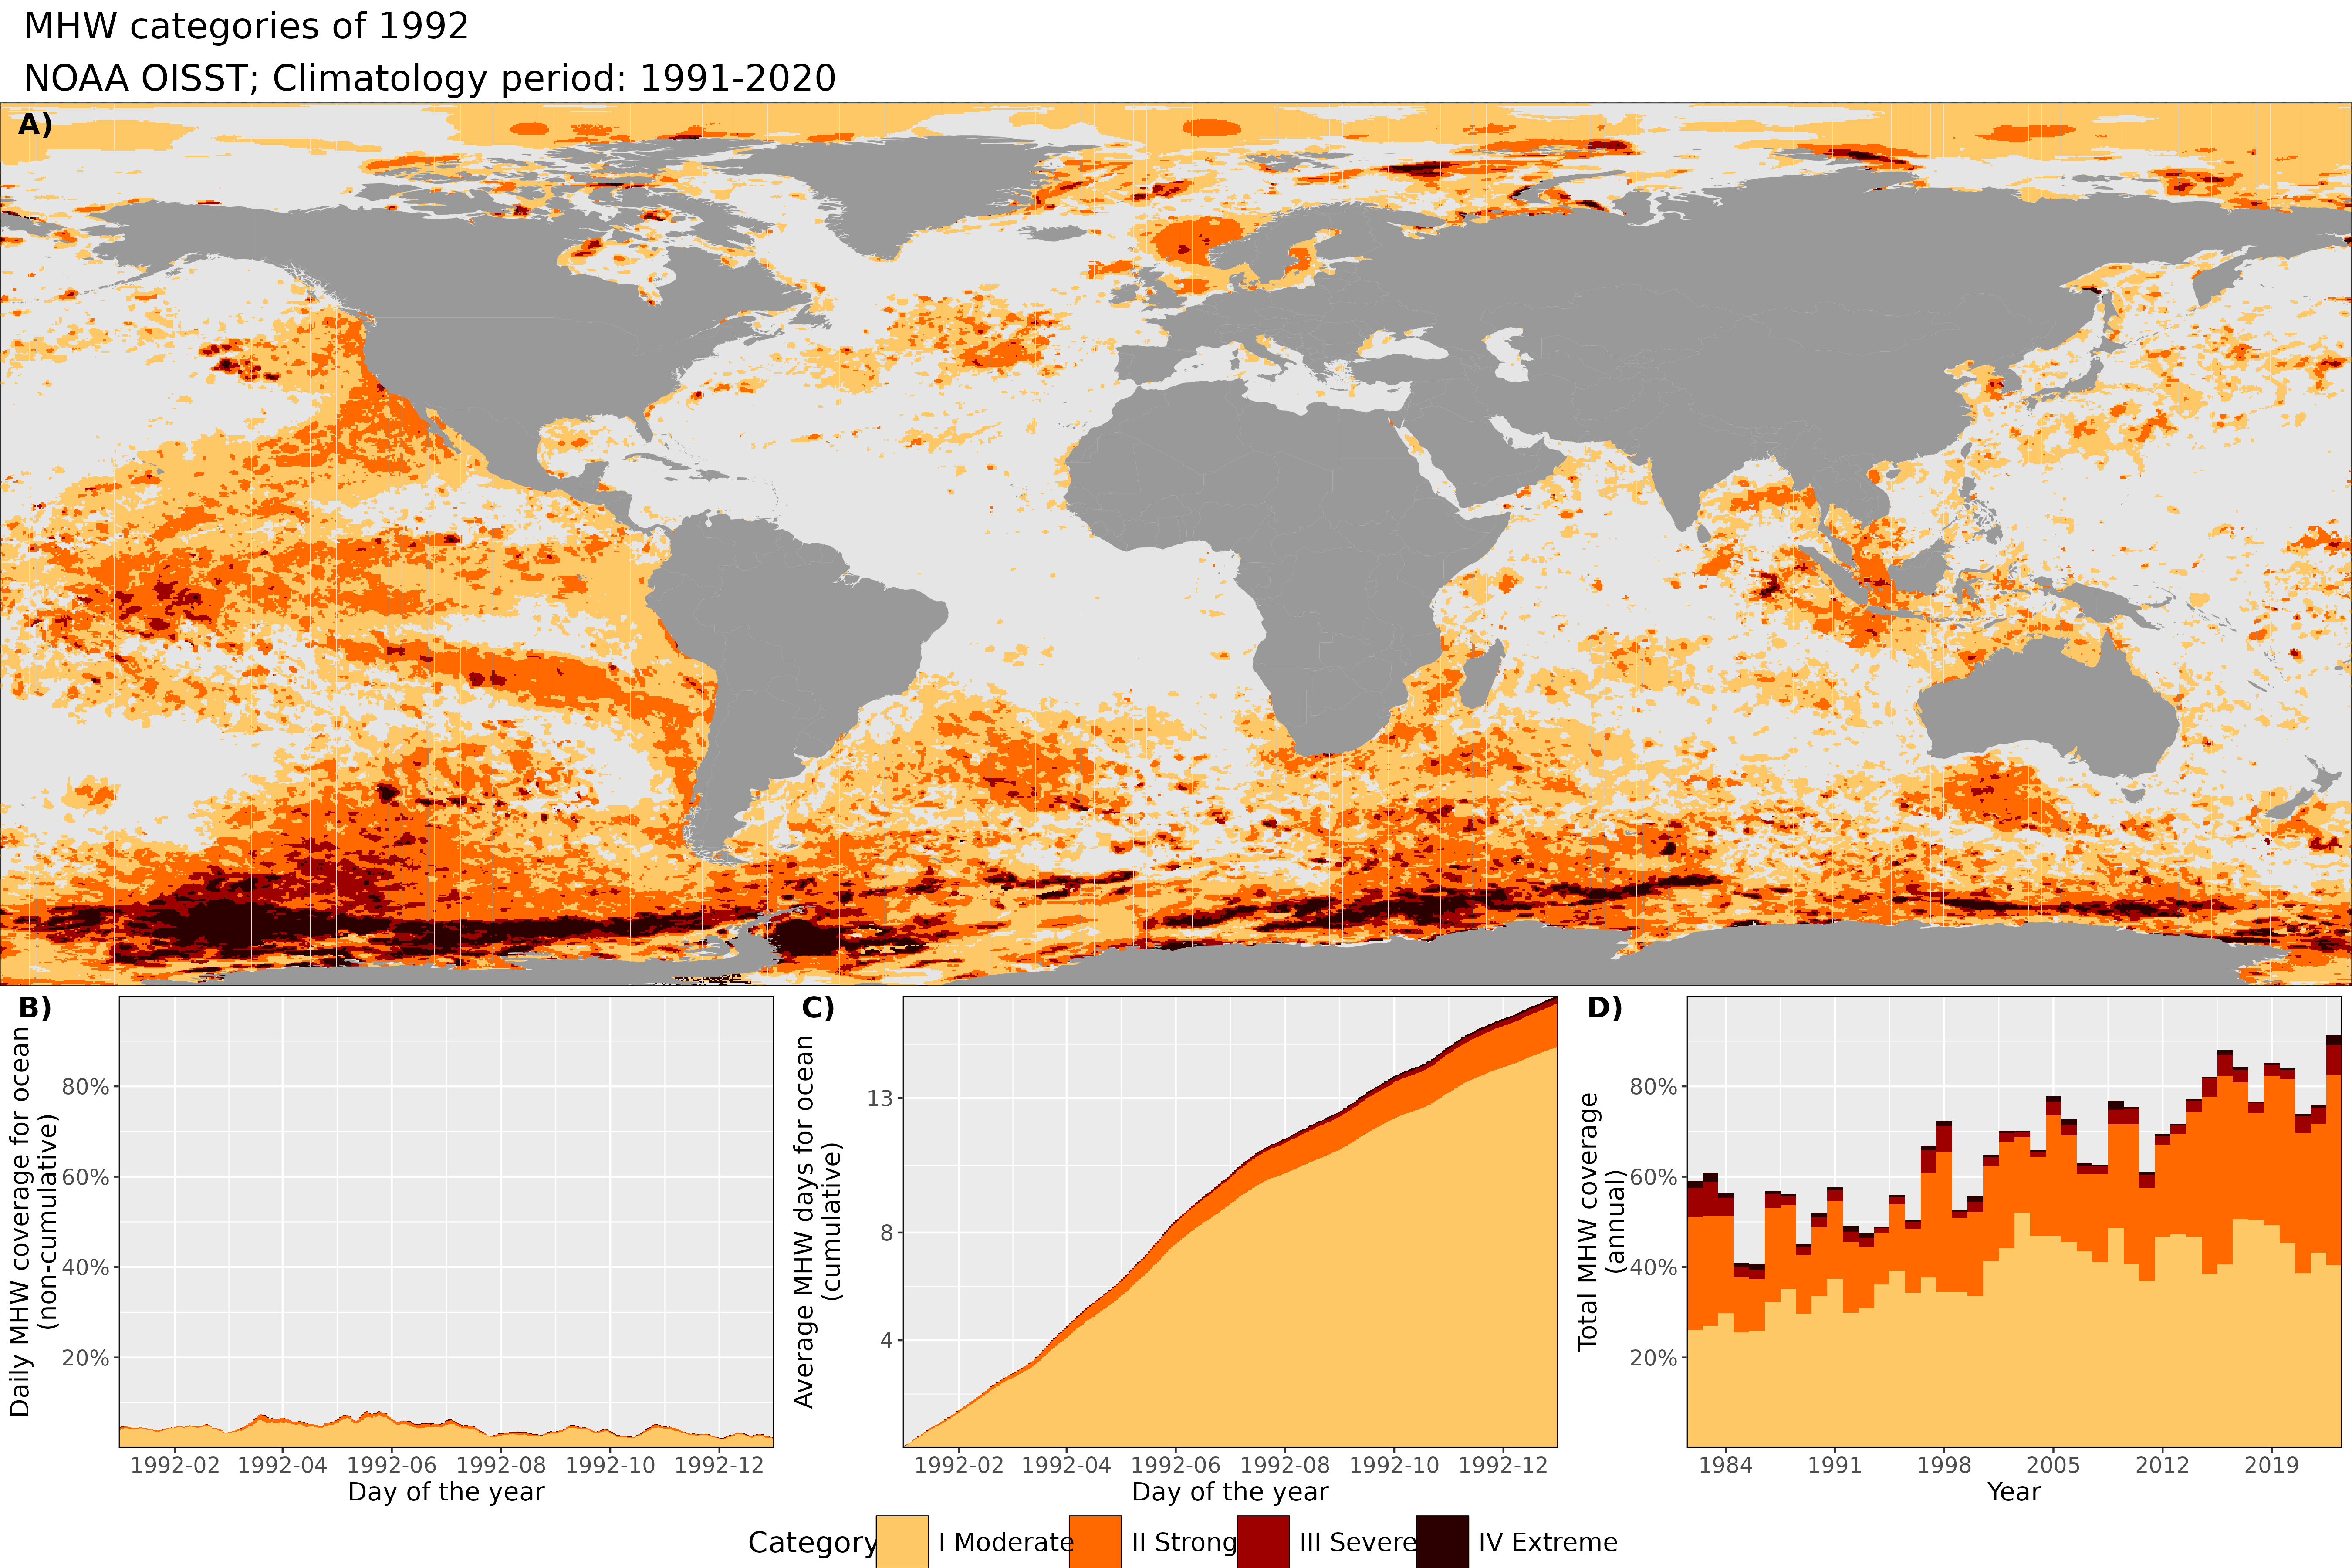 MHW categories of 1992
NOAA OISST; Climatology period: 1991-2020
A)
B)
Daily MHW coverage for ocean
(non-cumulative)
80%
60%
40%
20%
1992-02 1992-04 1992-06 1992-08 1992-10 1992-12
Day of the year
C)
Average MHW days for ocean
(cumulative)
13
8
4
1992-02 1992-04 1992-06 1992-08 1992-10 1992-12
Day of the year
D)
Total MHW coverage
(annual)
80%
60%
40%
20%
1984 1991 1998 2005 2012 2019
Year
Category I Moderate II Strong III Severe IV Extreme